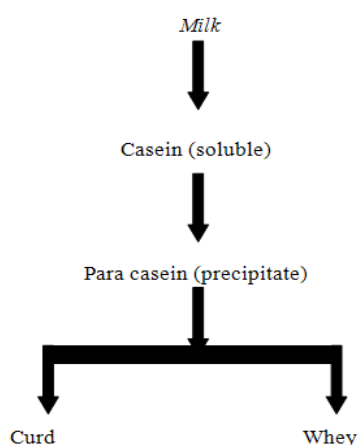 Milk
Casein (soluble)
Para casein (precipitate)
Curd
Whey